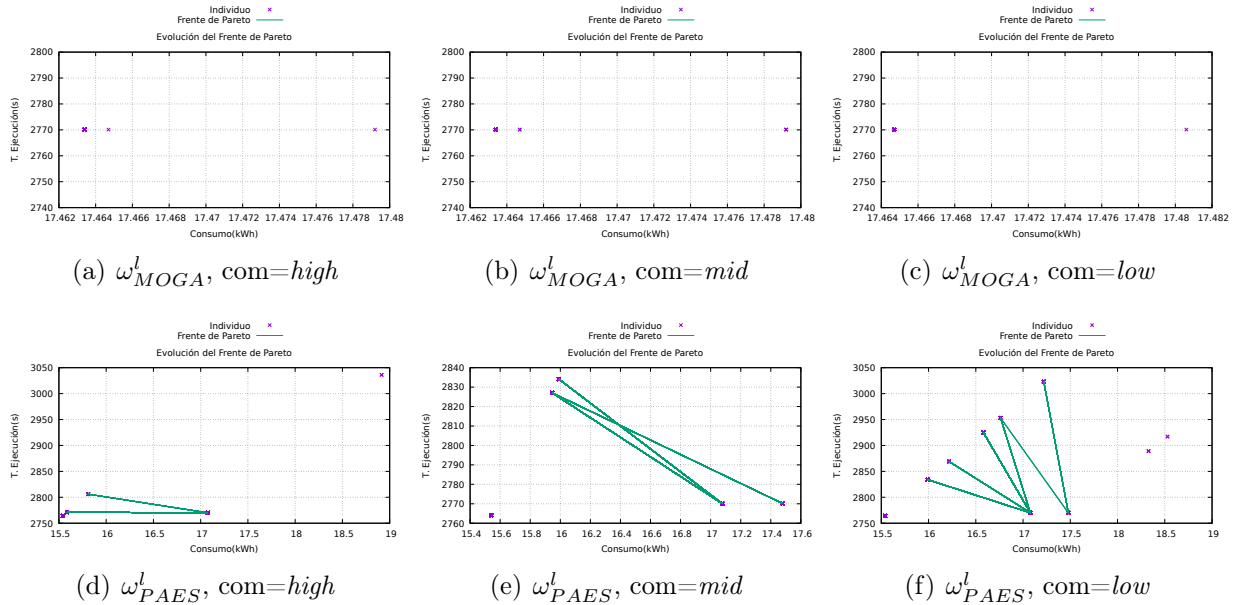 Individuo
Frente de Pareto
Evolución del Frente de Pareto
2800
2790
2780
2770
2760
2750
2740
T. Ejecución(s)
17.462 17.464 17.466 17.468 17.47 17.472 17.474 17.476 17.478 17.48
Consumo(kWh)
(a) ω^l_MOGA, com=high
Individuo
Frente de Pareto
Evolución del Frente de Pareto
2800
2790
2780
2770
2760
2750
2740
T. Ejecución(s)
17.462 17.464 17.466 17.468 17.47 17.472 17.474 17.476 17.478 17.48
Consumo(kWh)
(b) ω^l_MOGA, com=mid
Individuo
Frente de Pareto
Evolución del Frente de Pareto
2800
2790
2780
2770
2760
2750
2740
T. Ejecución(s)
17.464 17.466 17.468 17.47 17.472 17.474 17.476 17.478 17.48 17.482
Consumo(kWh)
(c) ω^l_MOGA, com=low
Individuo
Frente de Pareto
Evolución del Frente de Pareto
3050
3000
2950
2900
2850
2800
2750
T. Ejecución(s)
15.5 16 16.5 17 17.5 18 18.5 19
Consumo(kWh)
(d) ω^l_PAES, com=high
Individuo
Frente de Pareto
Evolución del Frente de Pareto
2840
2830
2820
2810
2800
2790
2780
2770
2760
T. Ejecución(s)
15.4 15.6 15.8 16 16.2 16.4 16.6 16.8 17 17.2 17.4 17.6
Consumo(kWh)
(e) ω^l_PAES, com=mid
Individuo
Frente de Pareto
Evolución del Frente de Pareto
3050
3000
2950
2900
2850
2800
2750
T. Ejecución(s)
15.5 16 16.5 17 17.5 18 18.5 19
Consumo(kWh)
(f) ω^l_PAES, com=low